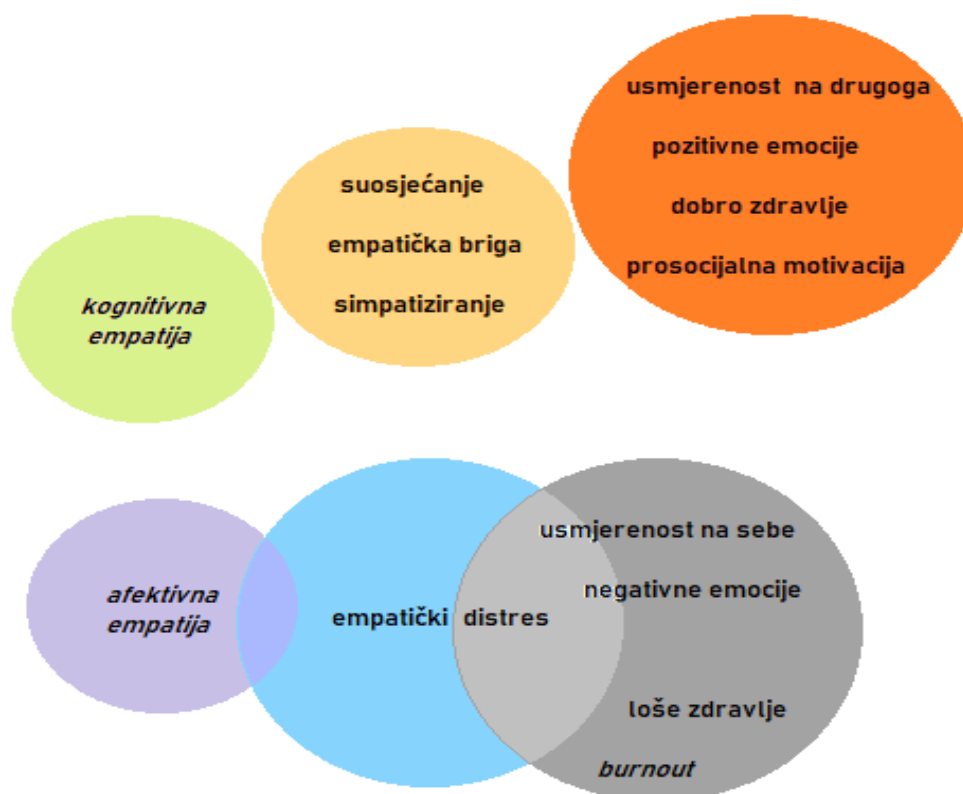 kognitivna
empatija
suosjećanje
empatička briga
simpatiziranje
usmjerenost na drugoga
pozitivne emocije
dobro zdravlje
prosocijalna motivacija
afektivna
empatija
empatički distres
usmjerenost na sebe
negativne emocije
loše zdravlje
burnout